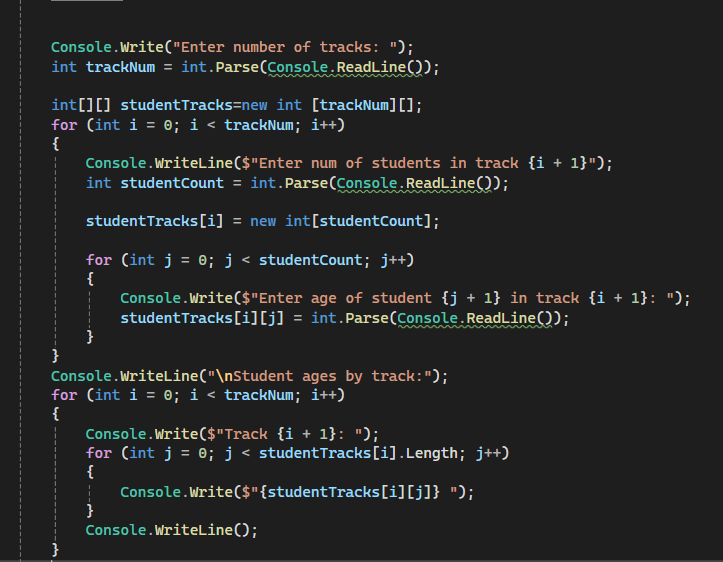 Console.Write("Enter number of tracks: ");
int trackNum = int.Parse(Console.ReadLine());
int[][] studentTracks=new int [trackNum][];
for (int i = 0; i < trackNum; i++)
{
Console.WriteLine($"Enter num of students in track {i + 1}");
int studentCount = int.Parse(Console.ReadLine());
studentTracks[i] = new int[studentCount];
for (int j = 0; j < studentCount; j++)
{
Console.Write($"Enter age of student {j + 1} in track {i + 1}: ");
studentTracks[i][j] = int.Parse(Console.ReadLine());
}
}
Console.WriteLine("\nStudent ages by track:");
for (int i = 0; i < trackNum; i++)
{
Console.Write($"Track {i + 1}: ");
for (int j = 0; j < studentTracks[i].Length; j++)
{
Console.Write($"{studentTracks[i][j]} ");
}
Console.WriteLine();
}